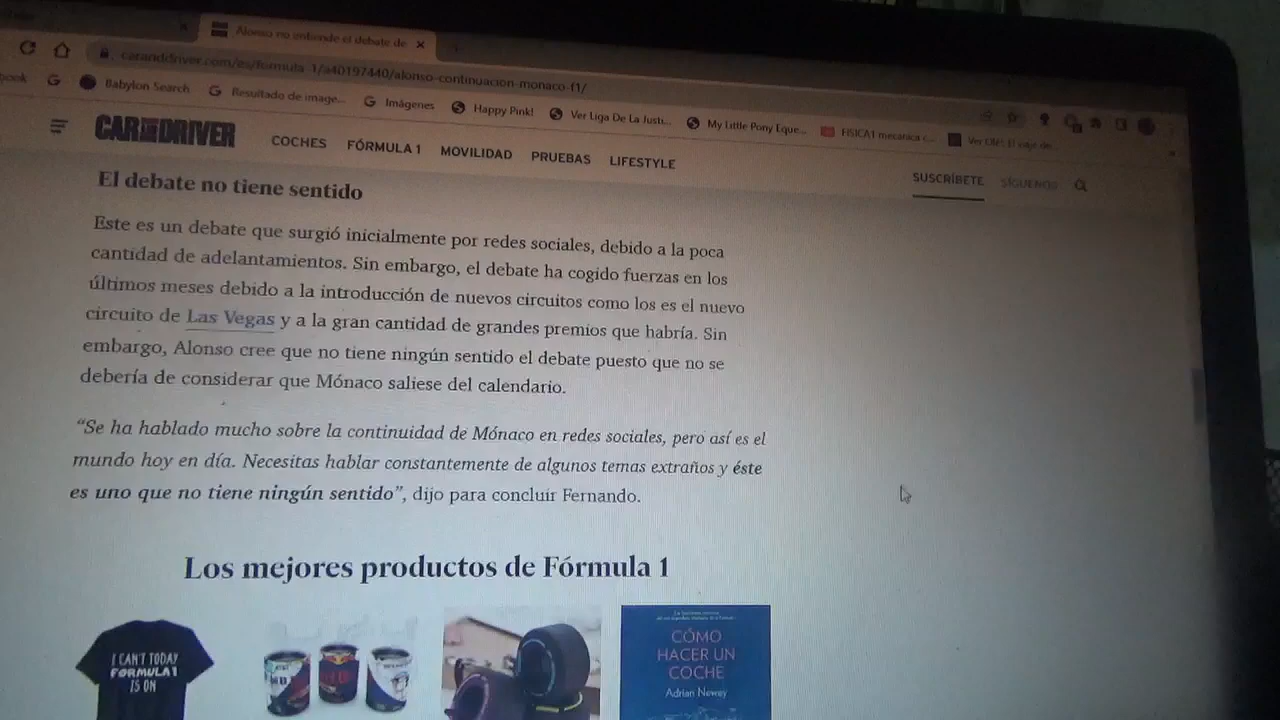 Alonso no entiende el debate de
caranddriver.com/es/formula-1/a40197440/alonso-continuacion-monaco-f1/
Babylon Search
Resultado de image...
Imágenes
Happy Pink!
Ver Liga De La Justi...
My Little Pony Eque...
FISICA1 mecanica c...
CAR AND DRIVER
COCHES
FÓRMULA 1
MOVILIDAD
PRUEBAS
LIFESTYLE
SUSCRÍBETE
SÍGUENOS
El debate no tiene sentido
Este es un debate que surgió inicialmente por redes sociales, debido a la poca
cantidad de adelantamientos. Sin embargo, el debate ha cogido fuerzas en los
últimos meses debido a la introducción de nuevos circuitos como los es el nuevo
circuito de Las Vegas y a la gran cantidad de grandes premios que habría. Sin
embargo, Alonso cree que no tiene ningún sentido el debate puesto que no se
debería de considerar que Mónaco saliese del calendario.
“Se ha hablado mucho sobre la continuidad de Mónaco en redes sociales, pero así es el
mundo hoy en día. Necesitas hablar constantemente de algunos temas extraños y éste
es uno que no tiene ningún sentido”, dijo para concluir Fernando.
Los mejores productos de Fórmula 1
I CAN'T TODAY
FORMULA 1
IS ON
CÓMO
HACER UN
COCHE
Adrian Newey